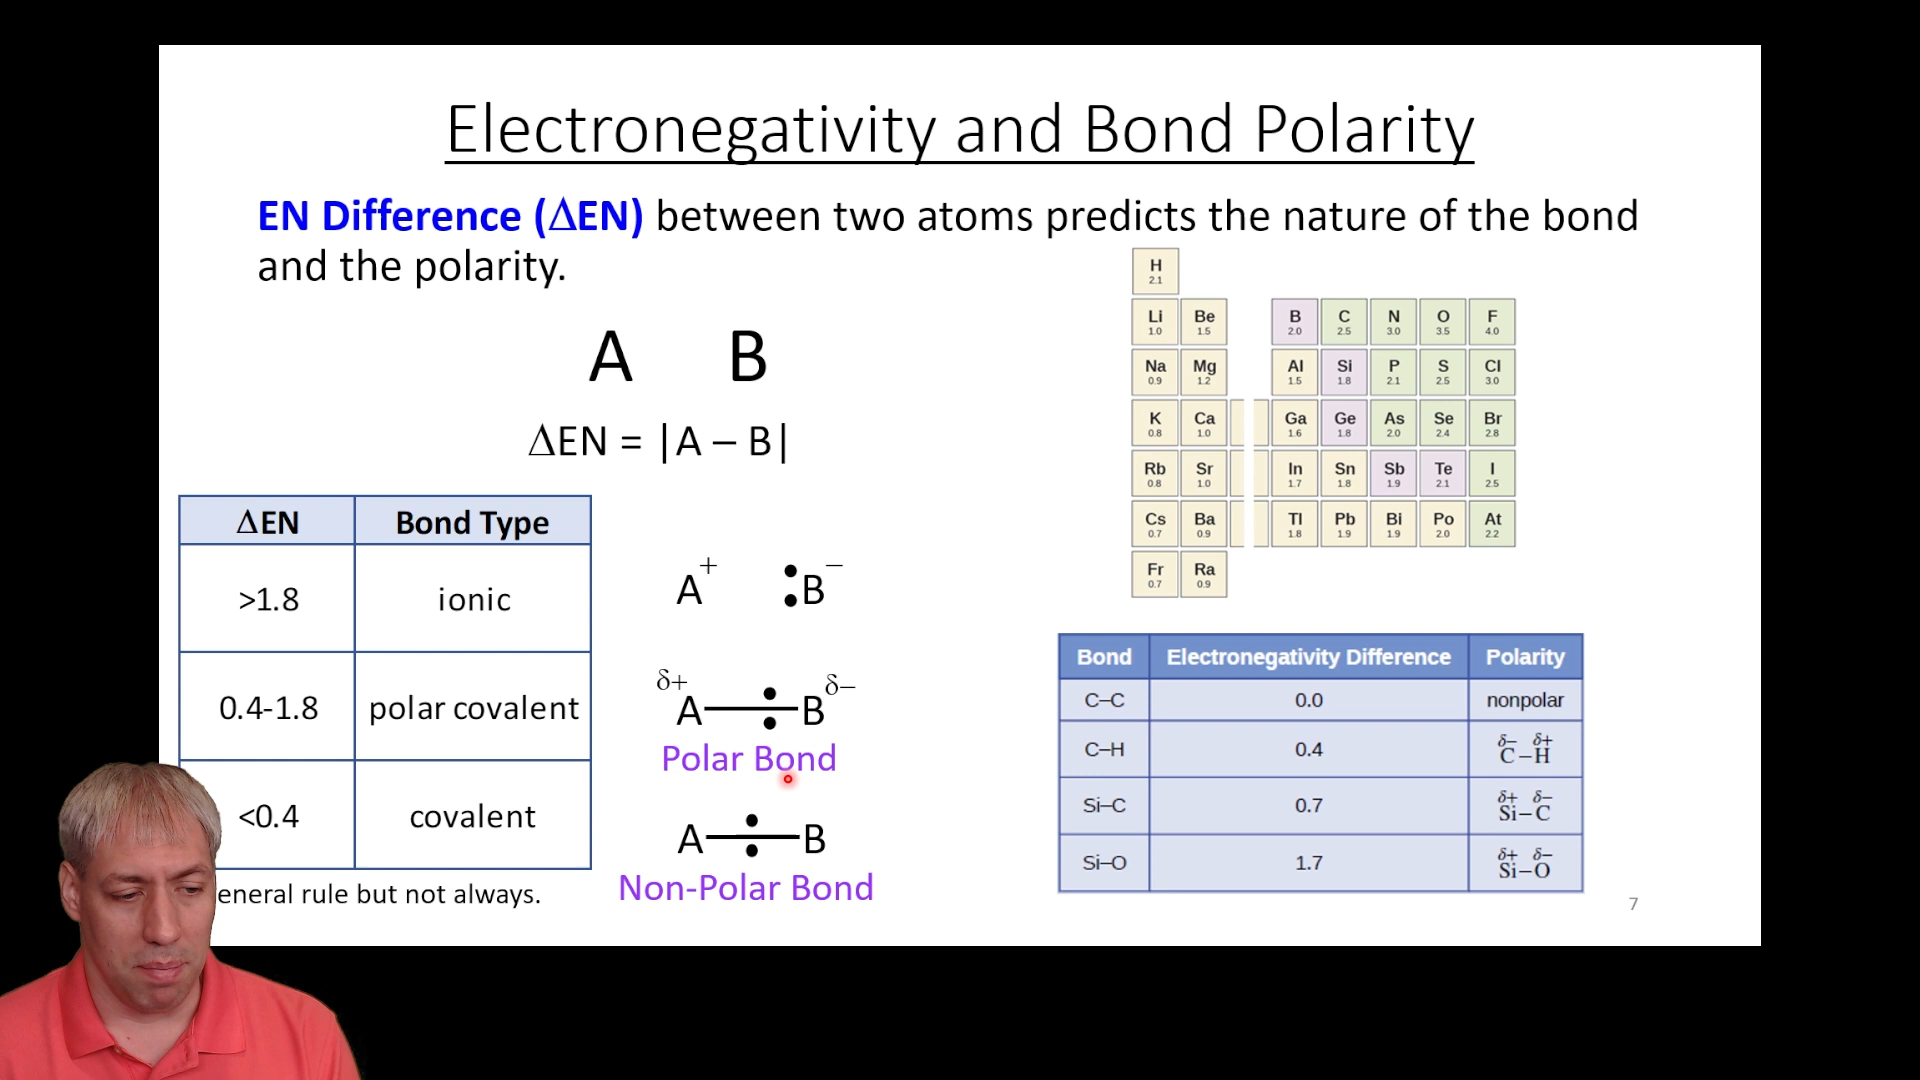 Electronegativity and Bond Polarity
EN Difference (ΔEN) between two atoms predicts the nature of the bond
and the polarity.
A B
ΔEN = |A – B|
ΔEN Bond Type
>1.8 ionic
0.4-1.8 polar covalent
<0.4 covalent
eneral rule but not always.
A+ :B–
δ+ A — : B δ–
Polar Bond
A — : — B
Non-Polar Bond
H
2.1
Li Be B C N O F
1.0 1.5 2.0 2.5 3.0 3.5 4.0
Na Mg Al Si P S Cl
0.9 1.2 1.5 1.8 2.1 2.5 3.0
K Ca Ga Ge As Se Br
0.8 1.0 1.6 1.8 2.0 2.4 2.8
Rb Sr In Sn Sb Te I
0.8 1.0 1.7 1.8 1.9 2.1 2.5
Cs Ba Tl Pb Bi Po At
0.7 0.9 1.8 1.9 1.9 2.0 2.2
Fr Ra
0.7 0.9
Bond Electronegativity Difference Polarity
C–C 0.0 nonpolar
δ– δ+
C–H 0.4 C–H
δ+ δ–
Si–C 0.7 Si–C
δ+ δ–
Si–O 1.7 Si–O
7